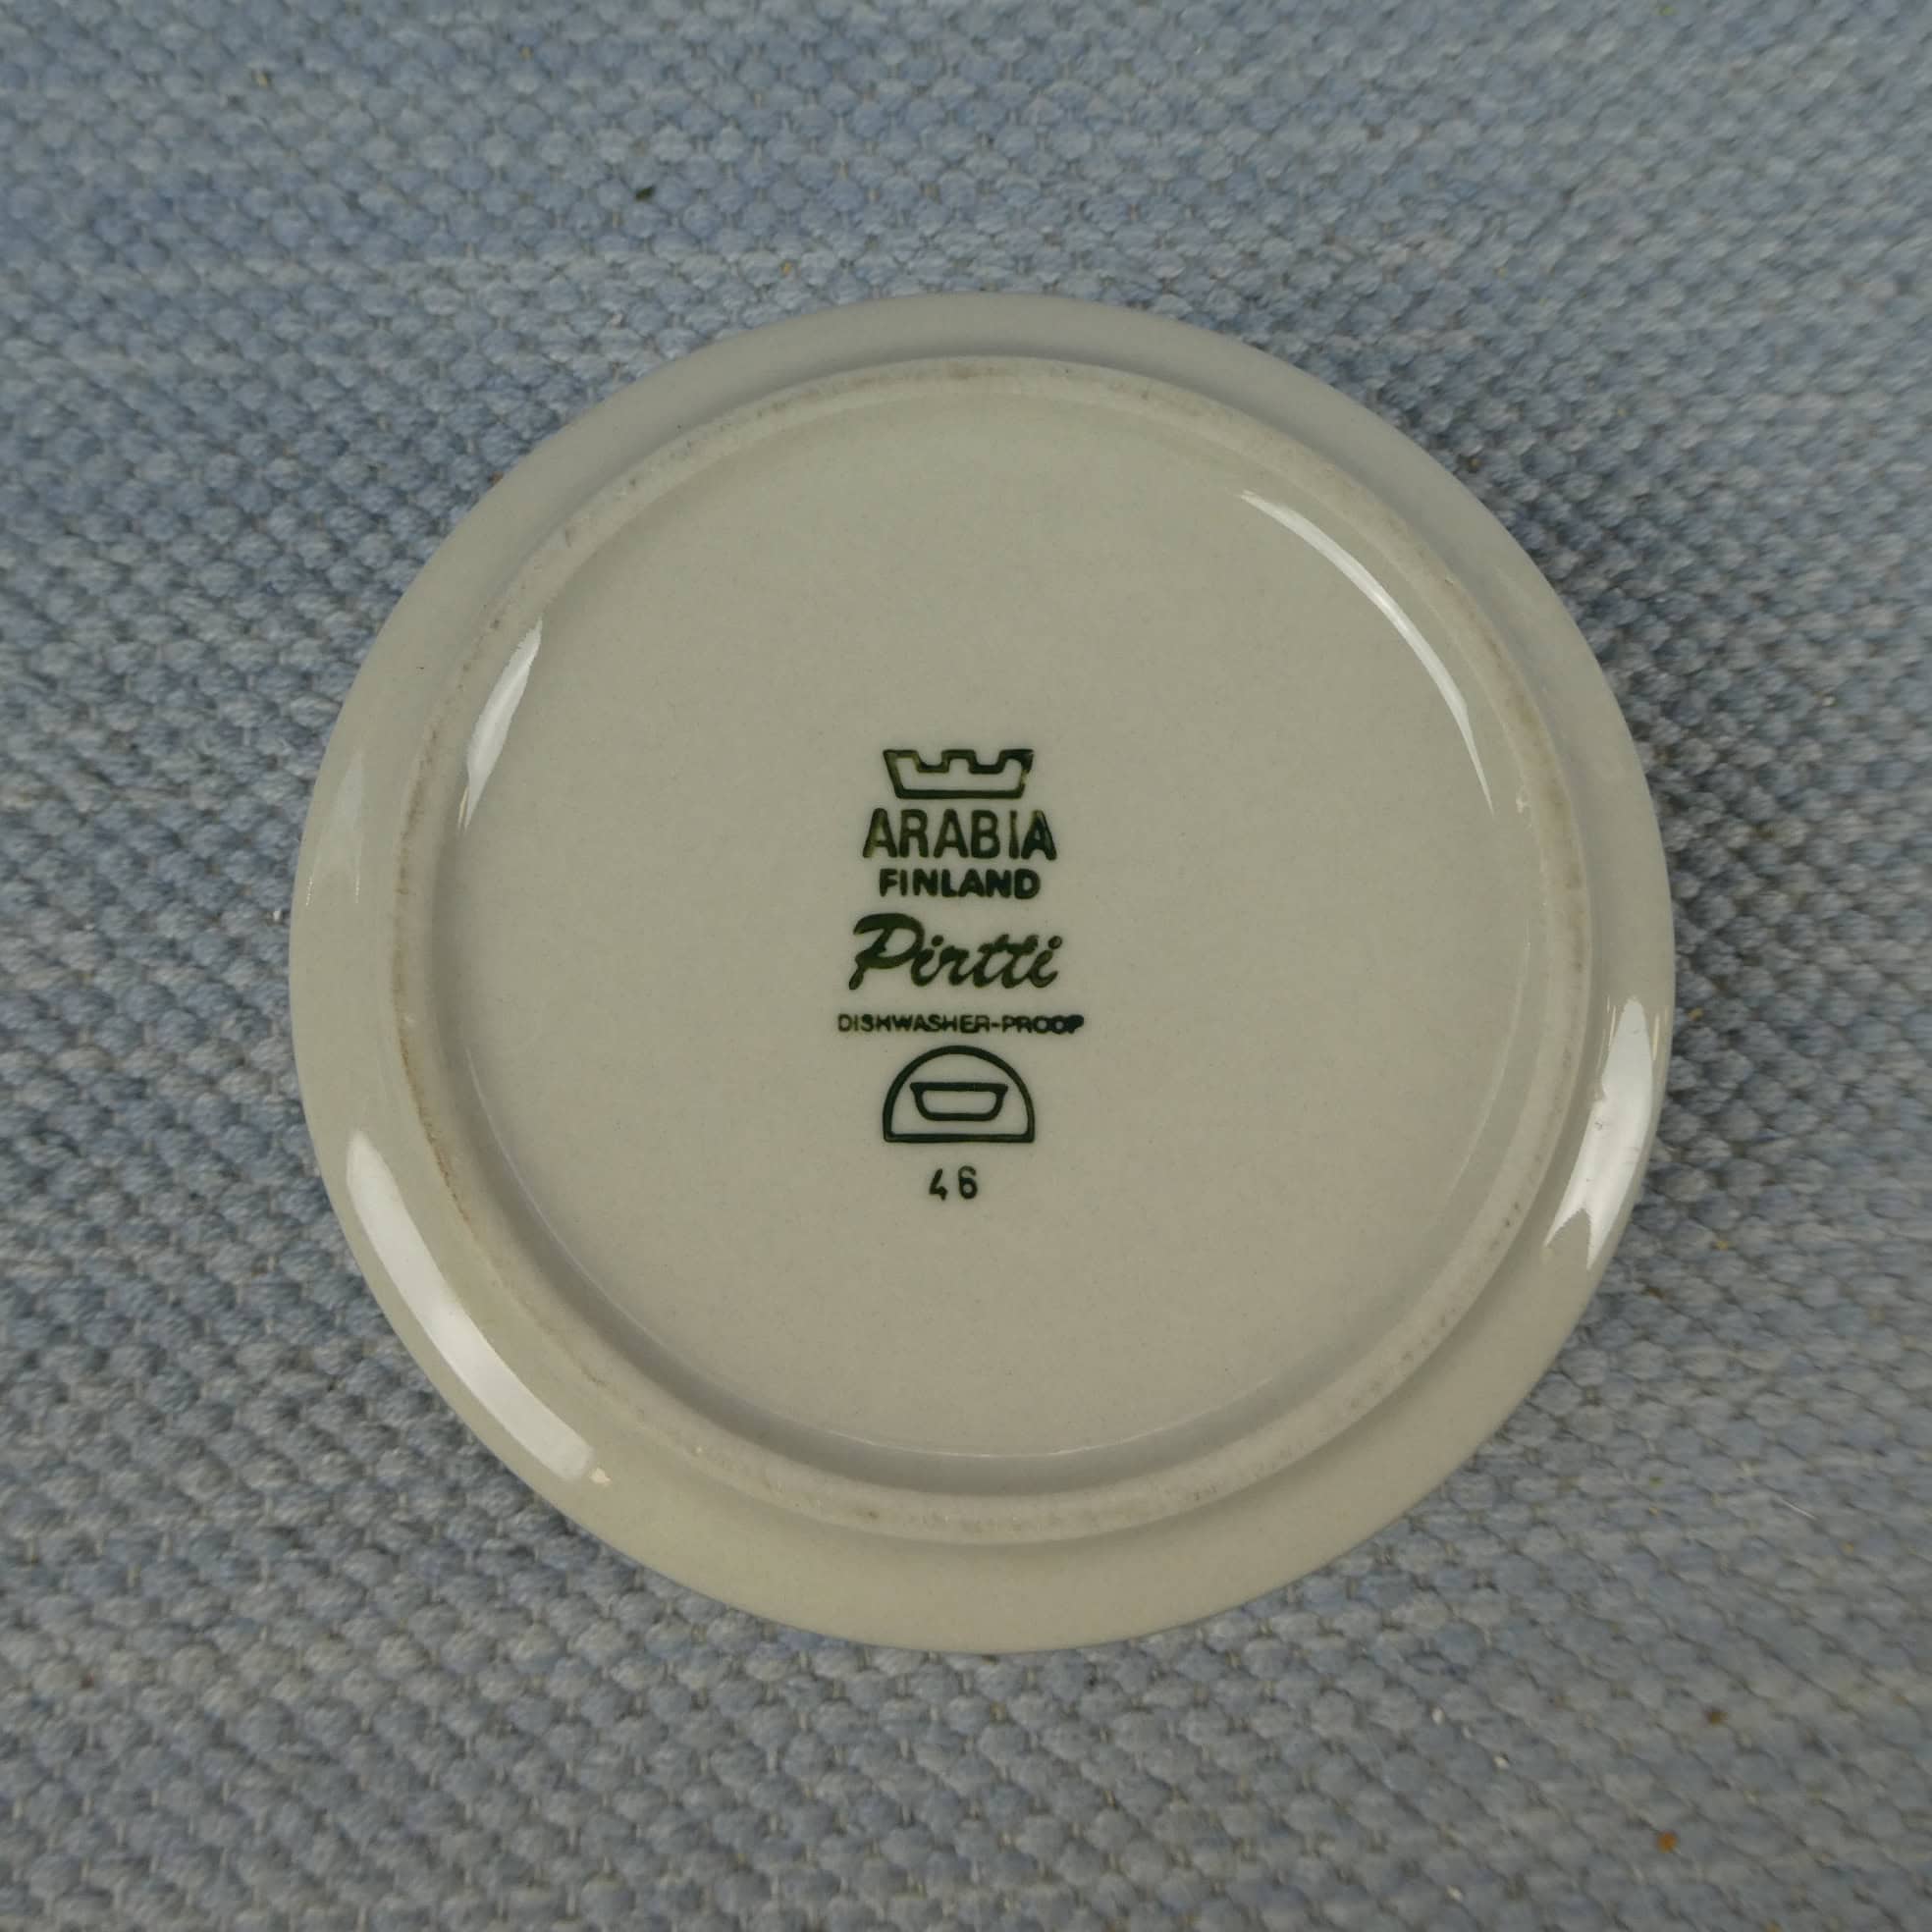 ARABIA
FINLAND
Pirtti
DISHWASHER-PROOF
46